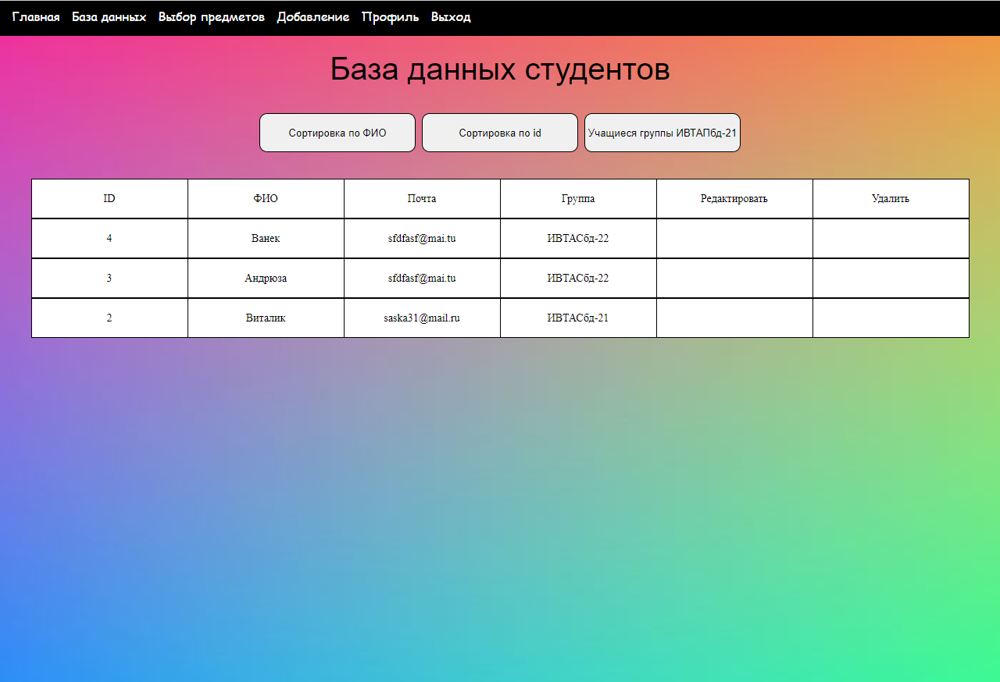 Главная База данных Выбор предметов Добавление Профиль Выход
База данных студентов
Сортировка по ФИО Сортировка по id Учащиеся группы ИВТАПбд-21
ID ФИО Почта Группа Редактировать Удалить
4 Ванек sfdfasf@mai.tu ИВТАСбд-22
3 Андрюза sfdfasf@mai.tu ИВТАСбд-22
2 Виталик saska31@mail.ru ИВТАСбд-21